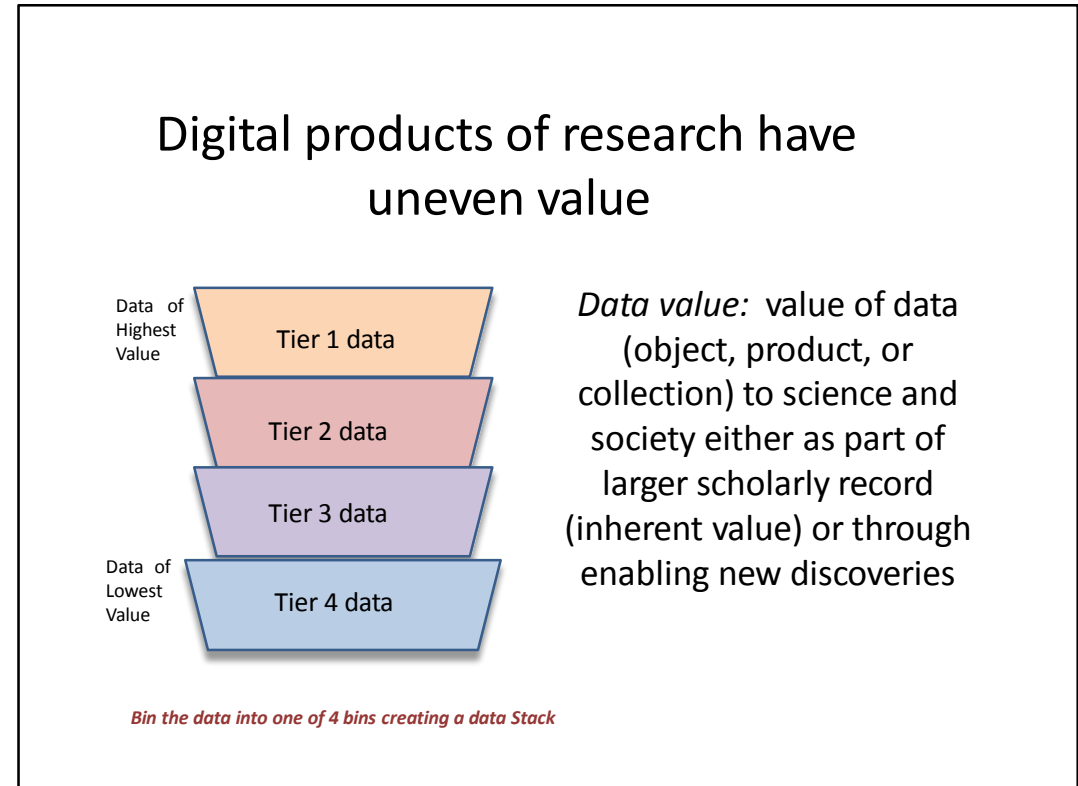 Digital products of research have
uneven value
Data of
Highest
Value
Tier 1 data
Tier 2 data
Tier 3 data
Data of
Lowest
Value
Tier 4 data
Bin the data into one of 4 bins creating a data Stack
Data value: value of data
(object, product, or
collection) to science and
society either as part of
larger scholarly record
(inherent value) or through
enabling new discoveries